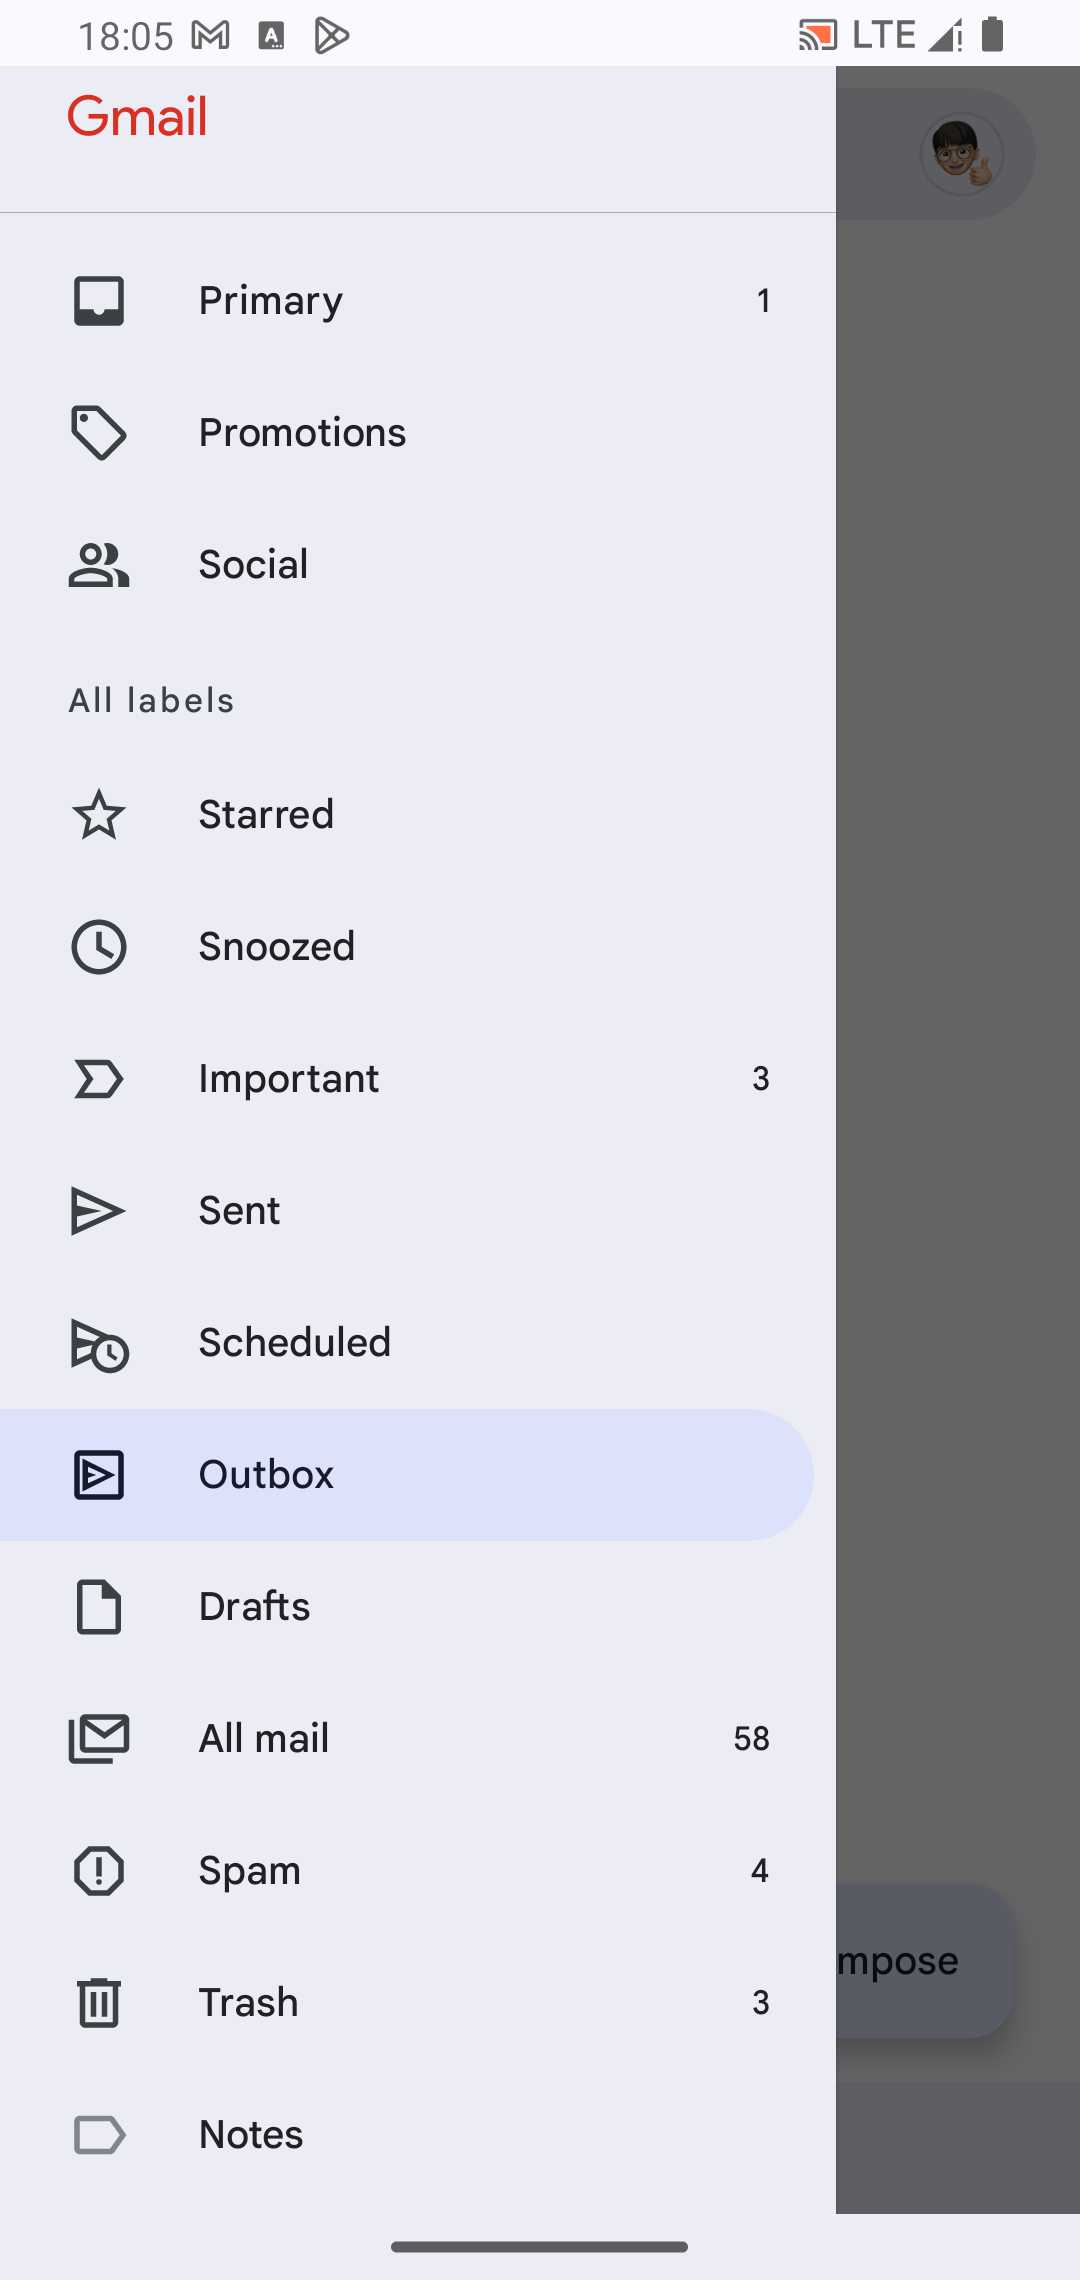 18:05
LTE
Gmail
Primary 1
Promotions
Social
All labels
Starred
Snoozed
Important 3
Sent
Scheduled
Outbox
Drafts
All mail 58
Spam 4
mpose
Trash 3
Notes